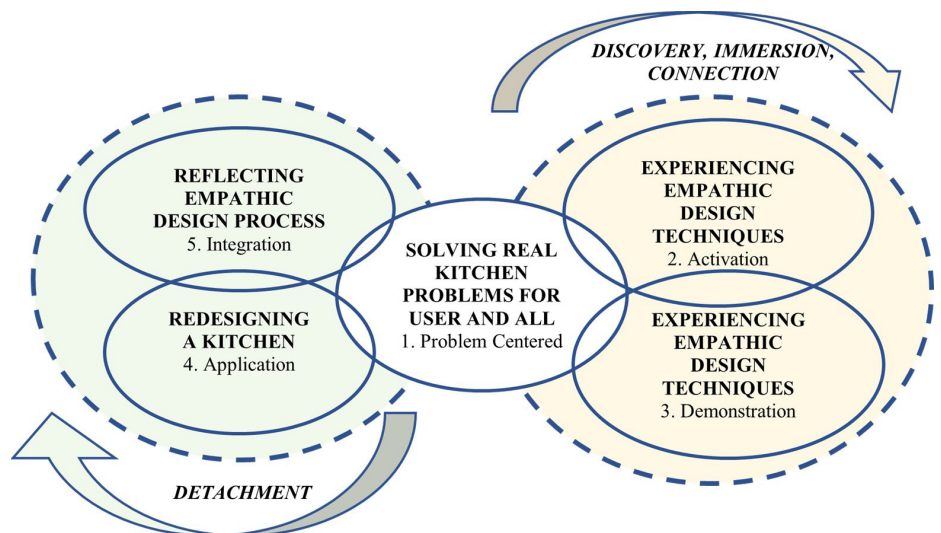 DISCOVERY, IMMERSION,
CONNECTION
REFLECTING
EMPATHIC
DESIGN PROCESS
5. Integration
EXPERIENCING
EMPATHIC
DESIGN
TECHNIQUES
2. Activation
SOLVING REAL
KITCHEN
PROBLEMS FOR
USER AND ALL
1. Problem Centered
REDESIGNING
A KITCHEN
4. Application
EXPERIENCING
EMPATHIC
DESIGN
TECHNIQUES
3. Demonstration
DETACHMENT